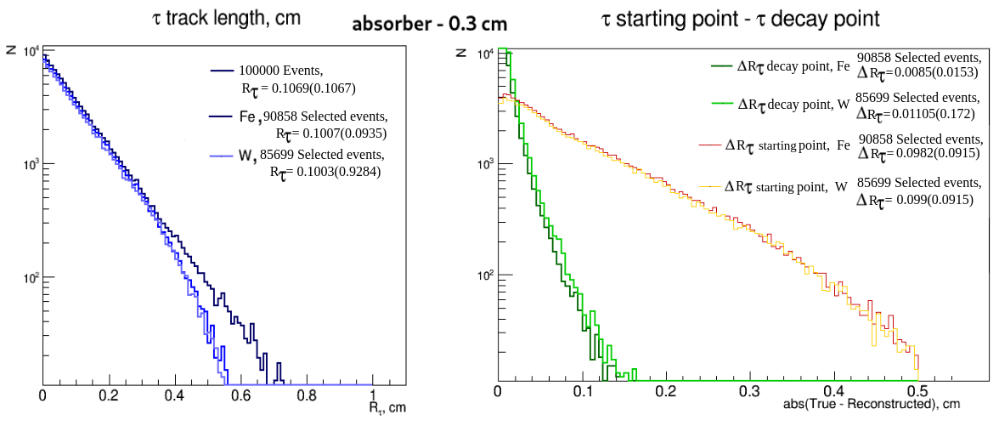 τ track length, cm
absorber - 0.3 cm
τ starting point - τ decay point
N
10⁴
10³
10²
100000 Events,
Rτ = 0.1069(0.1067)
Fe, 90858 Selected events,
Rτ = 0.1007(0.0935)
W, 85699 Selected events,
Rτ = 0.1003(0.9284)
0 0.2 0.4 0.6 0.8 1
Rτ, cm
N
10⁴
10³
10²
ΔRτ decay point, Fe 90858 Selected events,
ΔRτ=0.0085(0.0153)
ΔRτ decay point, W 85699 Selected events,
ΔRτ=0.01105(0.172)
ΔRτ starting point, Fe 90858 Selected events,
ΔRτ= 0.0982(0.0915)
ΔRτ starting point, W 85699 Selected events,
ΔRτ= 0.099(0.0915)
0 0.1 0.2 0.3 0.4 0.5
abs(True - Reconstructed), cm